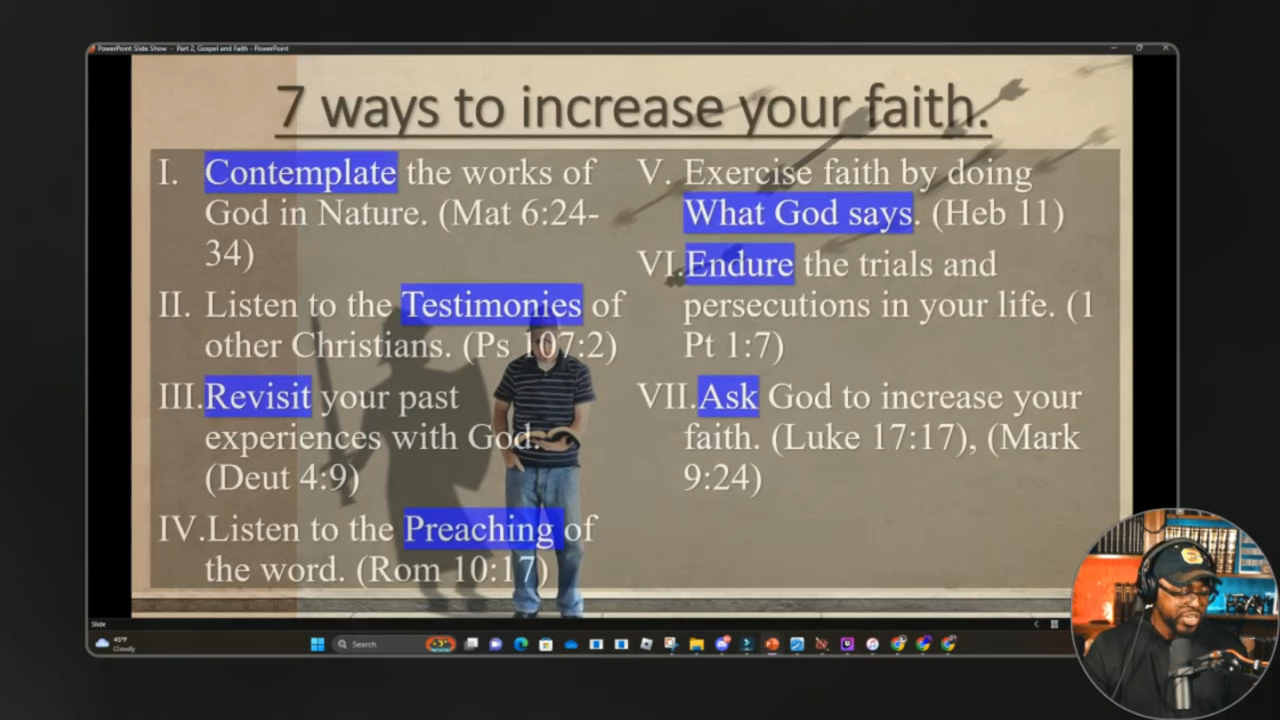 PowerPoint Slide Show - Part 2, Gospel and Faith - PowerPoint
7 ways to increase your faith.
I. Contemplate the works of
God in Nature. (Mat 6:24-
34)
II. Listen to the Testimonies of
other Christians. (Ps 107:2)
III.Revisit your past
experiences with God.
(Deut 4:9)
IV.Listen to the Preaching of
the word. (Rom 10:17)
V. Exercise faith by doing
What God says. (Heb 11)
VI.Endure the trials and
persecutions in your life. (1
Pt 1:7)
VII.Ask God to increase your
faith. (Luke 17:17), (Mark
9:24)
Slide
45°F
Cloudy
Search